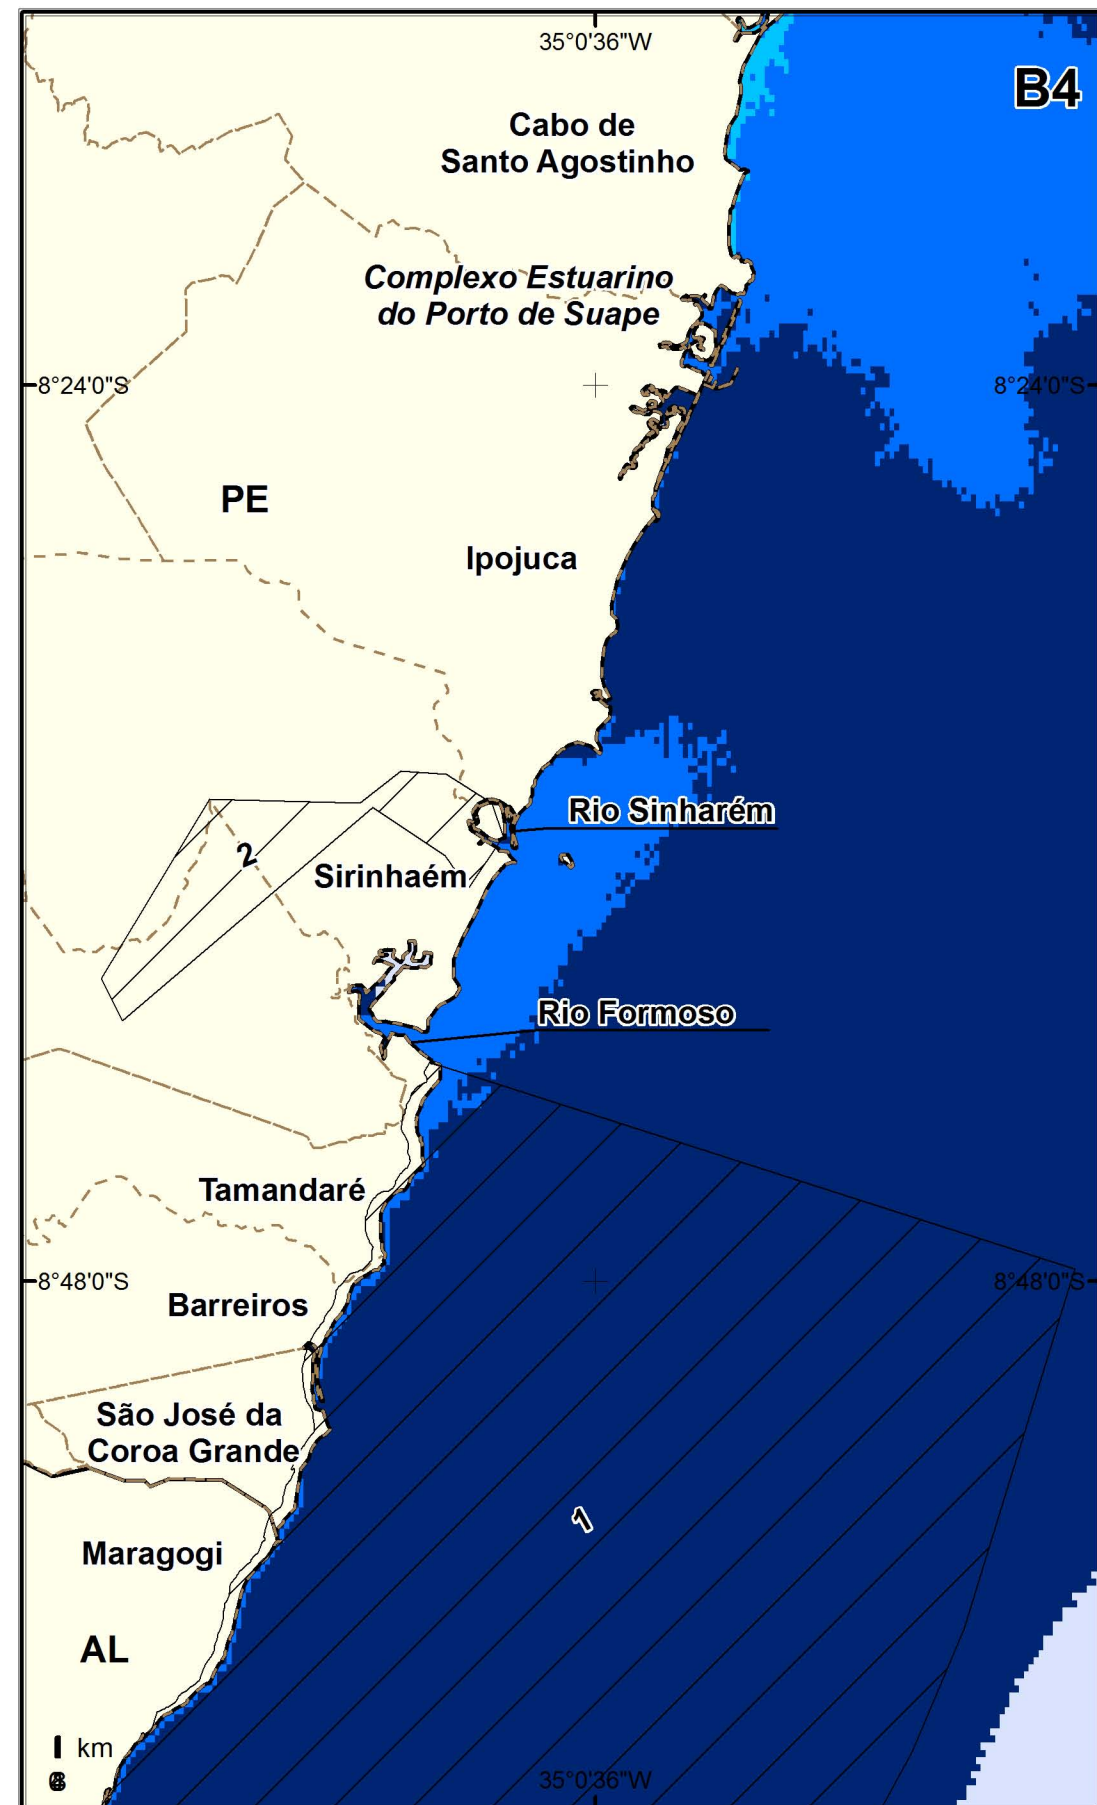 35°0'36"W
B4
Cabo de
Santo Agostinho
Complexo Estuarino
do Porto de Suape
8°24'0"S
8°24'0"S
PE
Ipojuca
Rio Sinharém
2
Sirinhaém
Rio Formoso
Tamandaré
8°48'0"S
8°48'0"S
Barreiros
São José da
Coroa Grande
1
Maragogi
AL
km
35°0'36"W